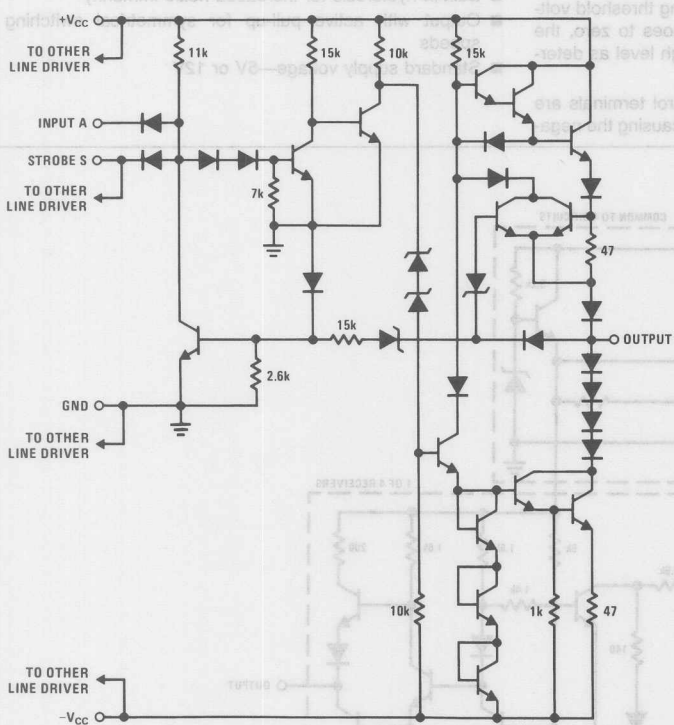 +VCC
TO OTHER
LINE DRIVER
11k
15k
10k
15k
INPUT A
STROBE S
TO OTHER
LINE DRIVER
7k
47
15k
OUTPUT
2.6k
GND
TO OTHER
LINE DRIVER
10k
1k
47
TO OTHER
LINE DRIVER
−VCC